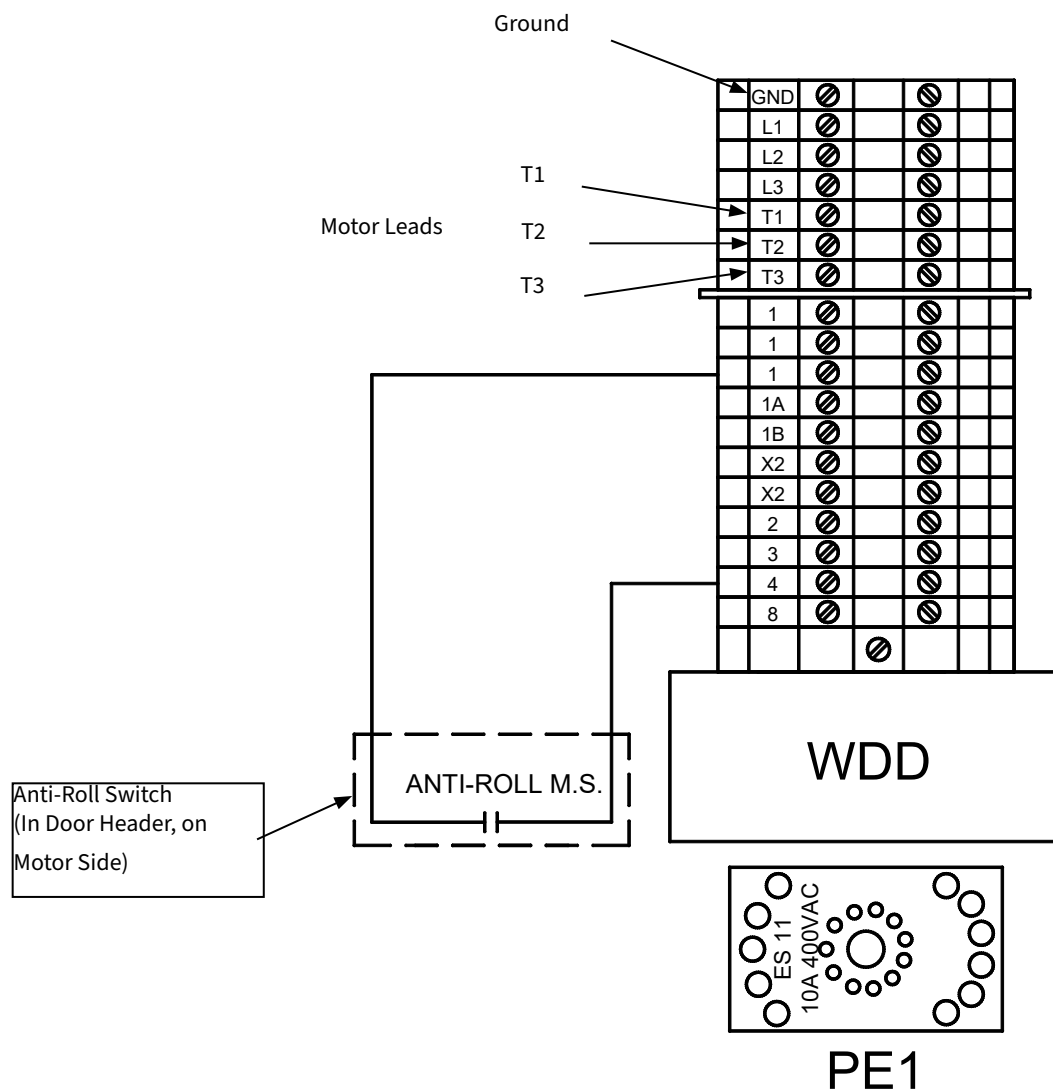 Ground
GND
L1
L2
L3
T1
T1
Motor Leads
T2
T2
T3
T3
1
1
1
1A
1B
X2
X2
2
3
4
8
WDD
ANTI-ROLL M.S.
Anti-Roll Switch
(In Door Header, on
Motor Side)
ES 11
10A 400VAC
PE1